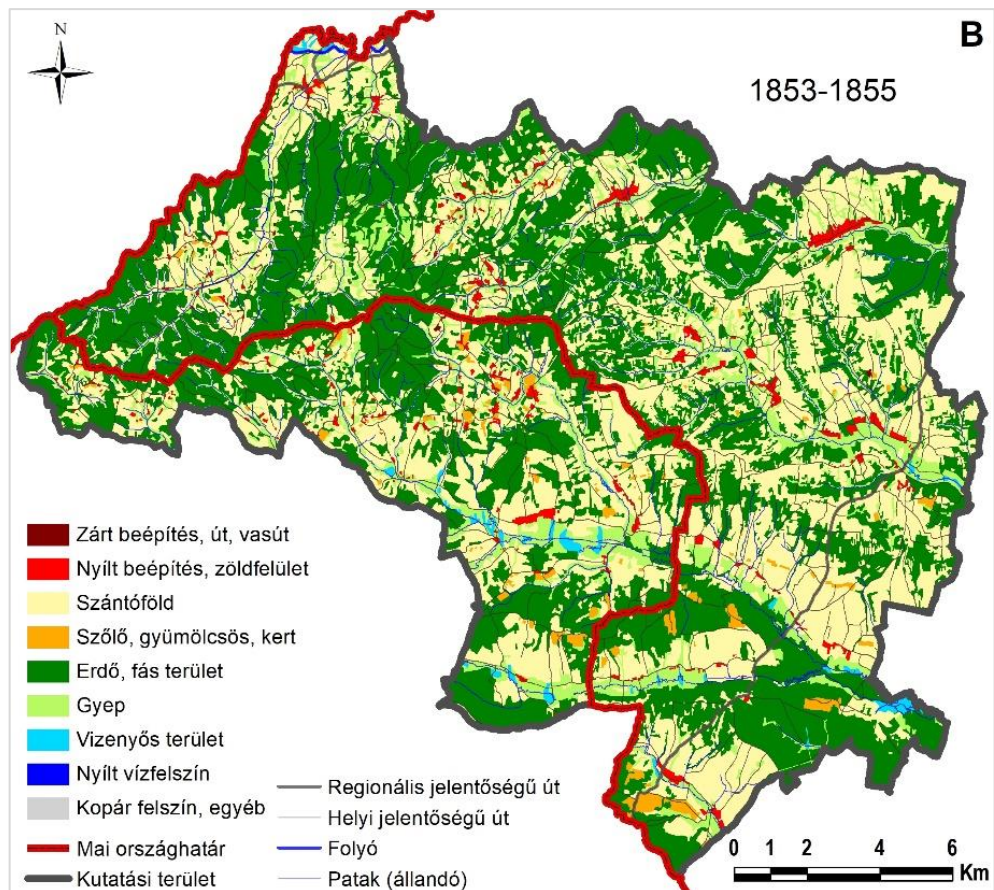 N
B
1853-1855
Zárt beépítés, út, vasút
Nyílt beépítés, zöldfelület
Szántóföld
Szőlő, gyümölcsös, kert
Erdő, fás terület
Gyep
Vizenyős terület
Nyílt vízfelszín
Kopár felszín, egyéb
Mai országhatár
Kutatási terület
Regionális jelentőségű út
Helyi jelentőségű út
Folyó
Patak (állandó)
0 1 2 4 6
Km